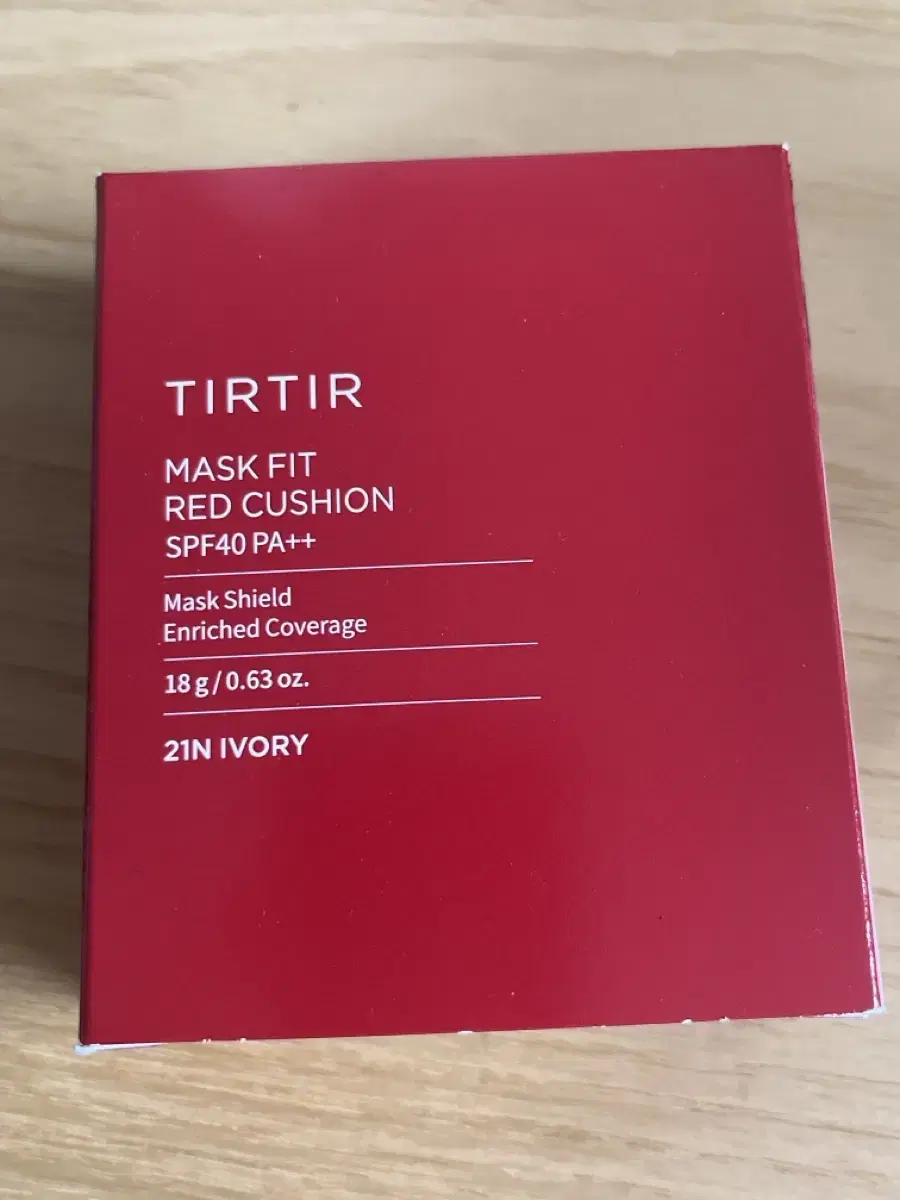 TIRTIR
MASK FIT
RED CUSHION
SPF40 PA++
Mask Shield
Enriched Coverage
18 g / 0.63 oz.
21N IVORY